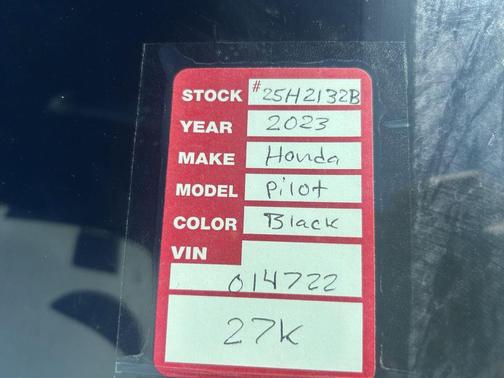 STOCK # 25H2132B
YEAR 2023
MAKE Honda
MODEL Pilot
COLOR Black
VIN
014722
27K